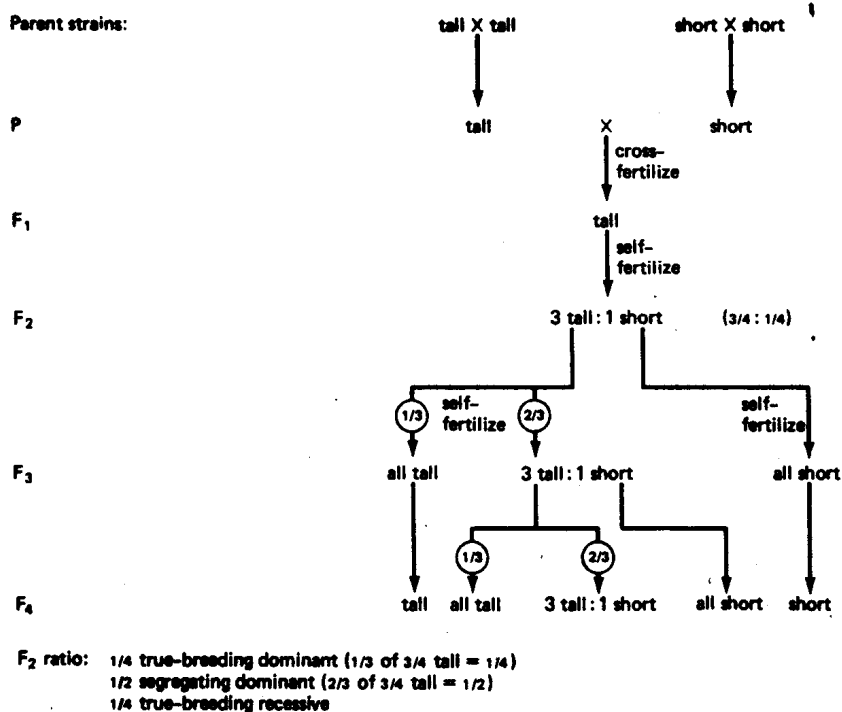 Parent strains: tall X tall short X short
P tall X short
cross-
fertilize
F₁ tall
self-
fertilize
F₂ 3 tall : 1 short (3/4 : 1/4)
1/3 self-
fertilize 2/3 self-
fertilize
F₃ all tall 3 tall : 1 short all short
1/3 2/3
F₄ tall all tall 3 tall : 1 short all short short
F₂ ratio: 1/4 true-breeding dominant (1/3 of 3/4 tall = 1/4)
1/2 segregating dominant (2/3 of 3/4 tall = 1/2)
1/4 true-breeding recessive